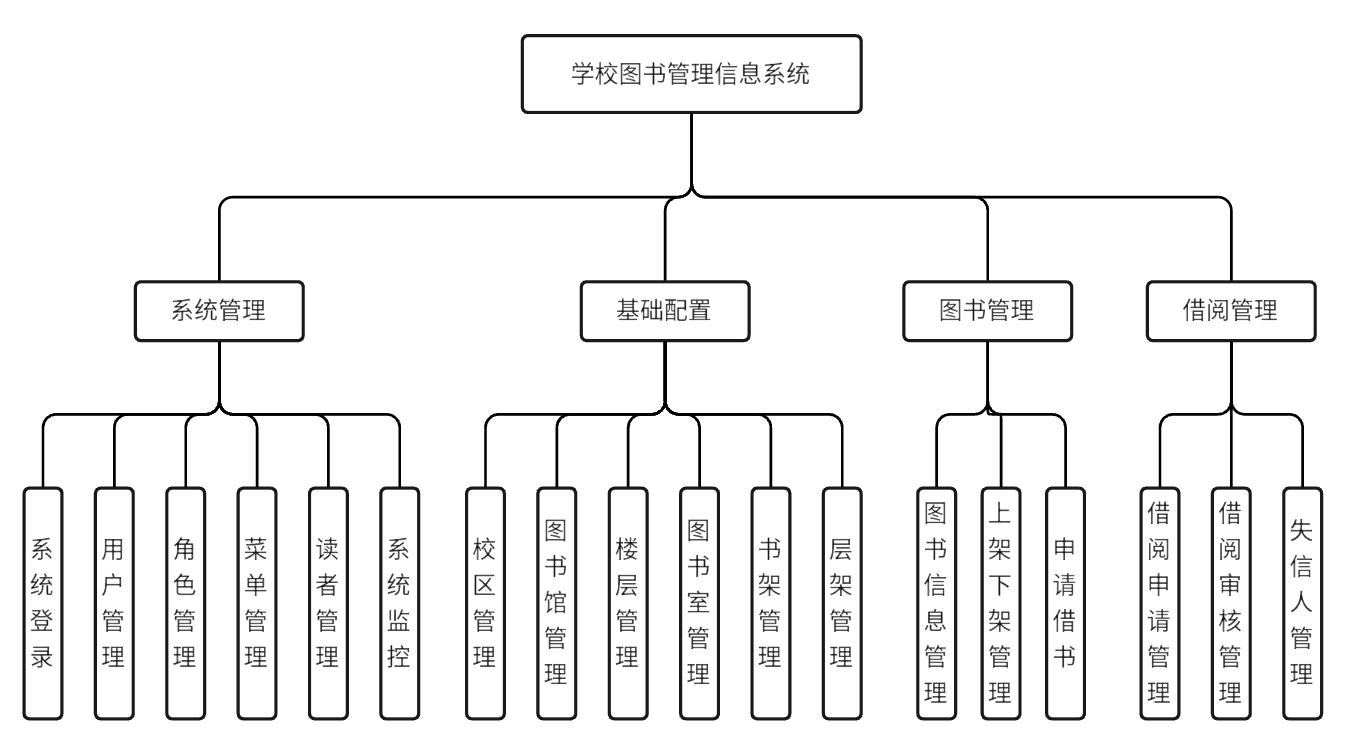 学校图书管理信息系统
系统管理
基础配置
图书管理
借阅管理
系统登录
用户管理
角色管理
菜单管理
读者管理
系统监控
校区管理
图书馆管理
楼层管理
图书室管理
书架管理
层架管理
图书信息管理
上架下架管理
申请借书
借阅申请管理
借阅审核管理
失信人管理